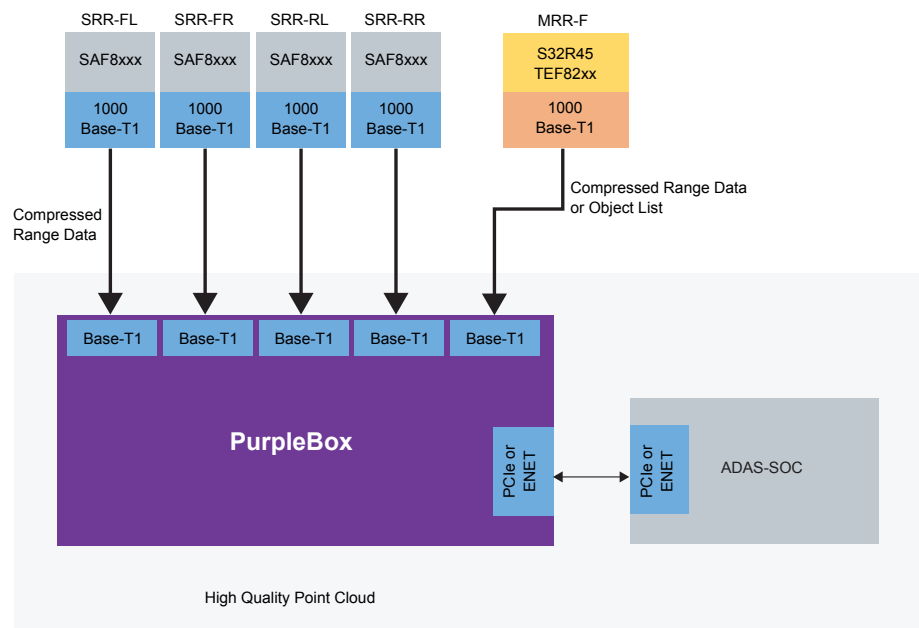 SRR-FL
SRR-FR
SRR-RL
SRR-RR
MRR-F
SAF8xxx
SAF8xxx
SAF8xxx
SAF8xxx
S32R45
TEF82xx
1000
Base-T1
1000
Base-T1
1000
Base-T1
1000
Base-T1
1000
Base-T1
Compressed
Range Data
Compressed Range Data
or Object List
Base-T1
Base-T1
Base-T1
Base-T1
Base-T1
PurpleBox
PCIe or
ENET
PCIe or
ENET
ADAS-SOC
High Quality Point Cloud